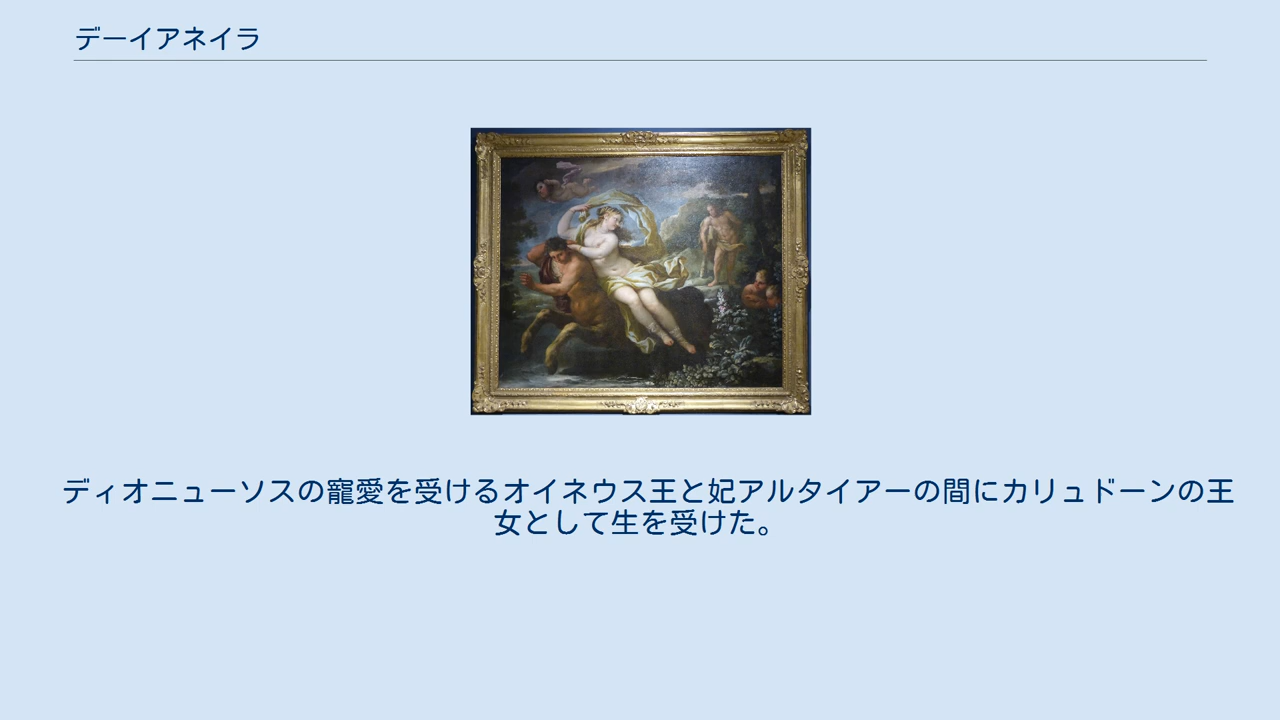 デーイアネイラ
ディオニューソスの寵愛を受けるオイネウス王と妃アルタイアーの間にカリュドーンの王
女として生を受けた。